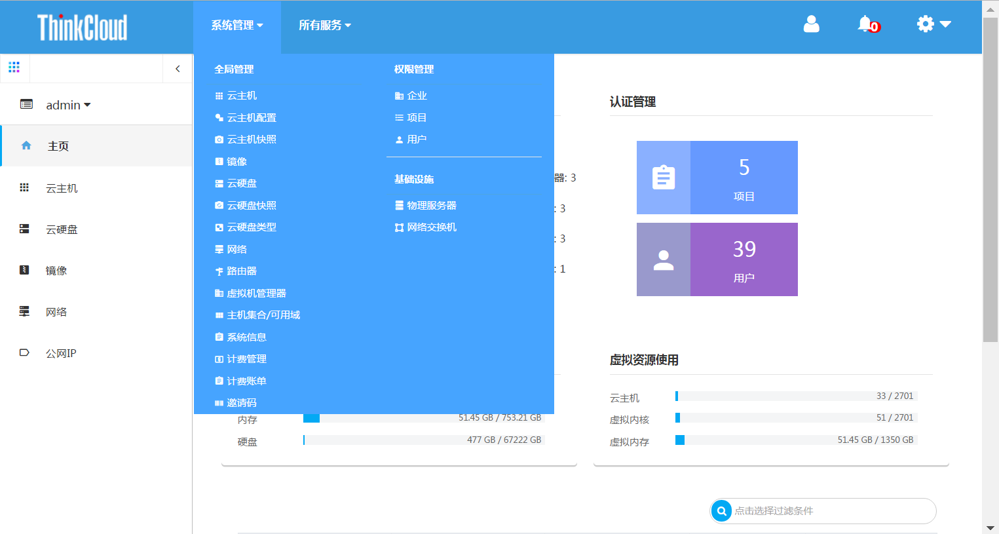 ThinkCloud
系统管理
所有服务
0
admin
主页
云主机
云硬盘
镜像
网络
公网IP
全局管理
云主机
云主机配置
云主机快照
镜像
云硬盘
云硬盘快照
云硬盘类型
网络
路由器
虚拟机管理器
主机集合/可用域
系统信息
计费管理
计费账单
邀请码
权限管理
企业
项目
用户
基础设施
物理服务器
网络交换机
器: 3
: 3
: 3
: 1
认证管理
5
项目
39
用户
内存 51.45 GB / 753.21 GB
硬盘 477 GB / 67222 GB
虚拟资源使用
云主机 33 / 2701
虚拟内核 51 / 2701
虚拟内存 51.45 GB / 1350 GB
点击选择过滤条件